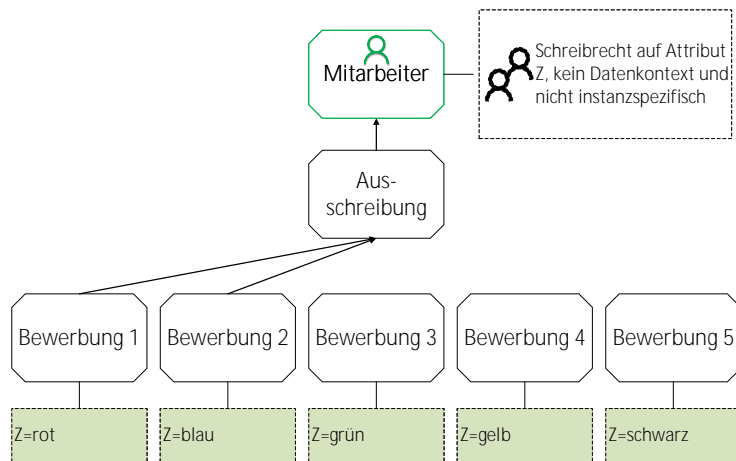 Mitarbeiter
Schreibrecht auf Attribut
Z, kein Datenkontext und
nicht instanzspezifisch
Aus-
schreibung
Bewerbung 1
Bewerbung 2
Bewerbung 3
Bewerbung 4
Bewerbung 5
Z=rot
Z=blau
Z=grün
Z=gelb
Z=schwarz